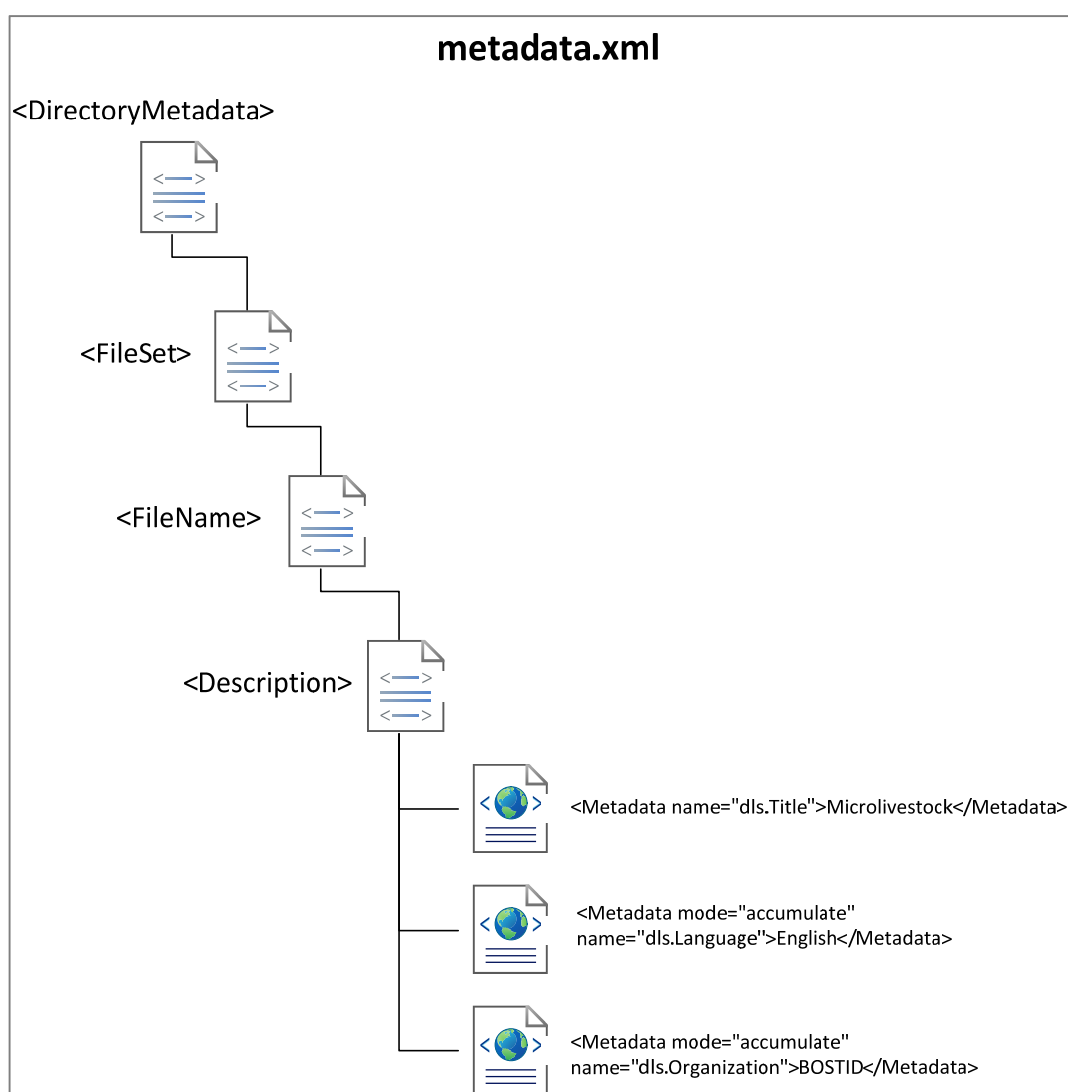 metadata.xml
<DirectoryMetadata>
<FileSet>
<FileName>
<Description>
<Metadata name="dls.Title">Microlivestock</Metadata>
<Metadata mode="accumulate"
name="dls.Language">English</Metadata>
<Metadata mode="accumulate"
name="dls.Organization">BOSTID</Metadata>